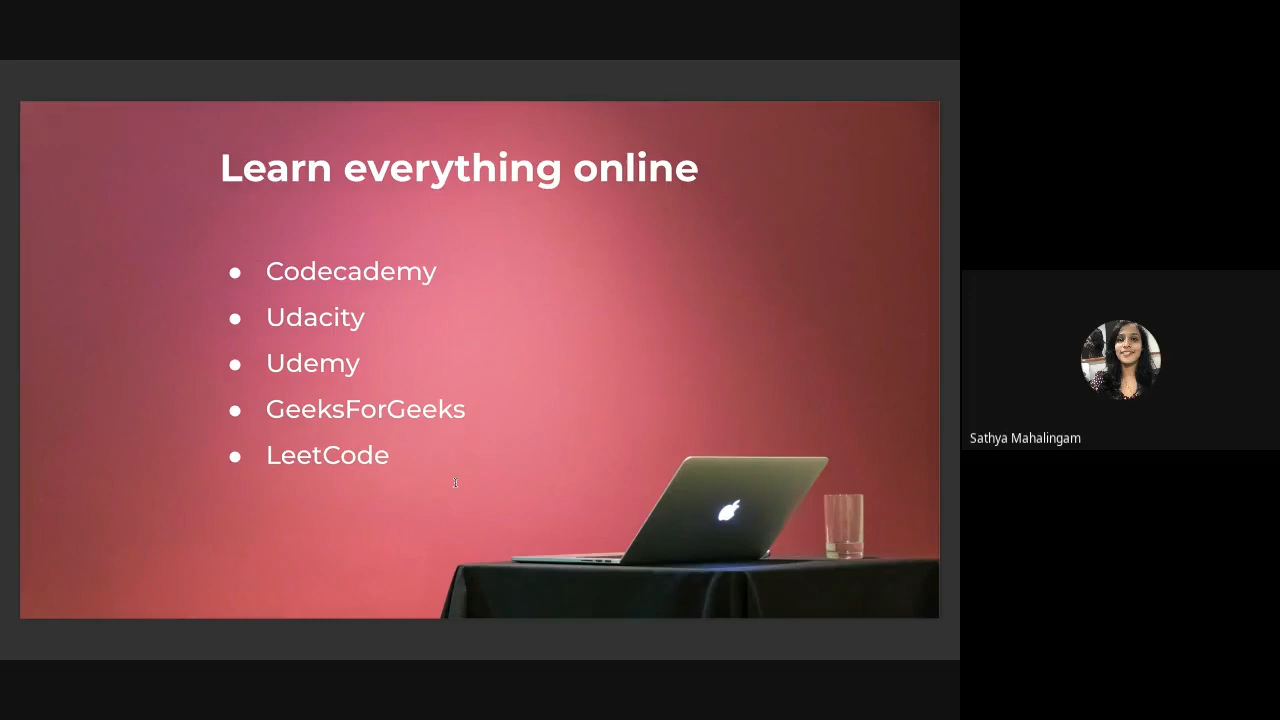 Learn everything online
● Codecademy
● Udacity
● Udemy
● GeeksForGeeks
● LeetCode
Sathya Mahalingam